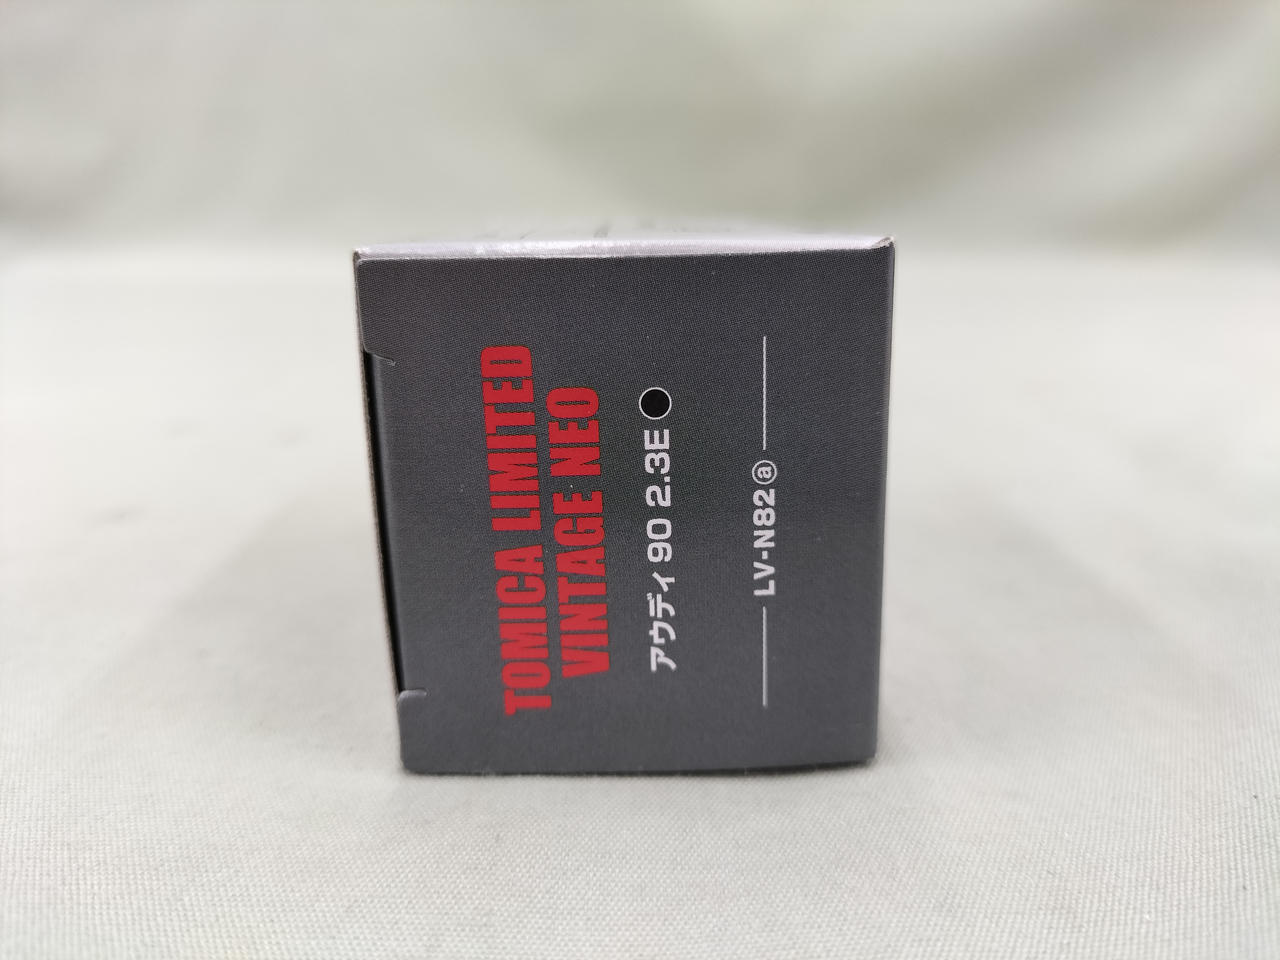 TOMICA LIMITED
VINTAGE NEO
アウディ 90 2.3E ●
LV-N82ⓐ